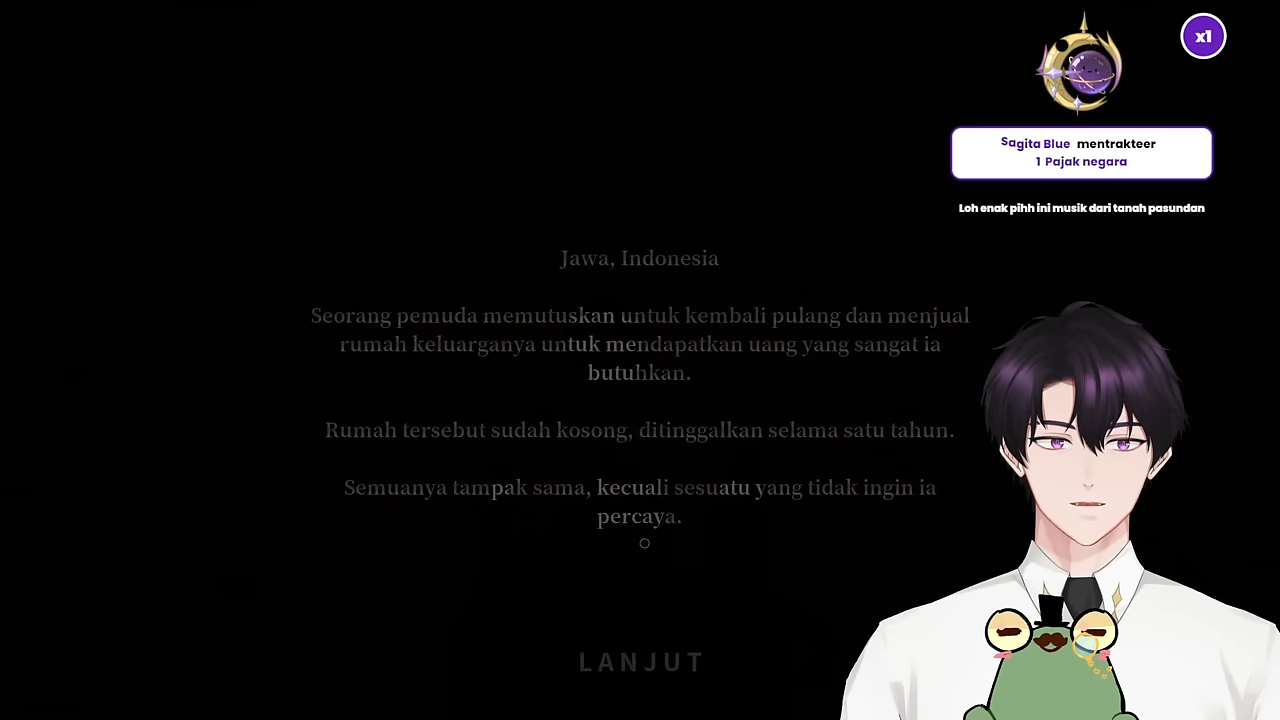 x1
Sagita Blue mentrakteer
1 Pajak negara
Loh enak pihh ini musik dari tanah pasundan
Jawa, Indonesia
Seorang pemuda memutuskan untuk kembali pulang dan menjual
rumah keluarganya untuk mendapatkan uang yang sangat ia
butuhkan.
Rumah tersebut sudah kosong, ditinggalkan selama satu tahun.
Semuanya tampak sama, kecuali sesuatu yang tidak ingin ia
percaya.
LANJUT